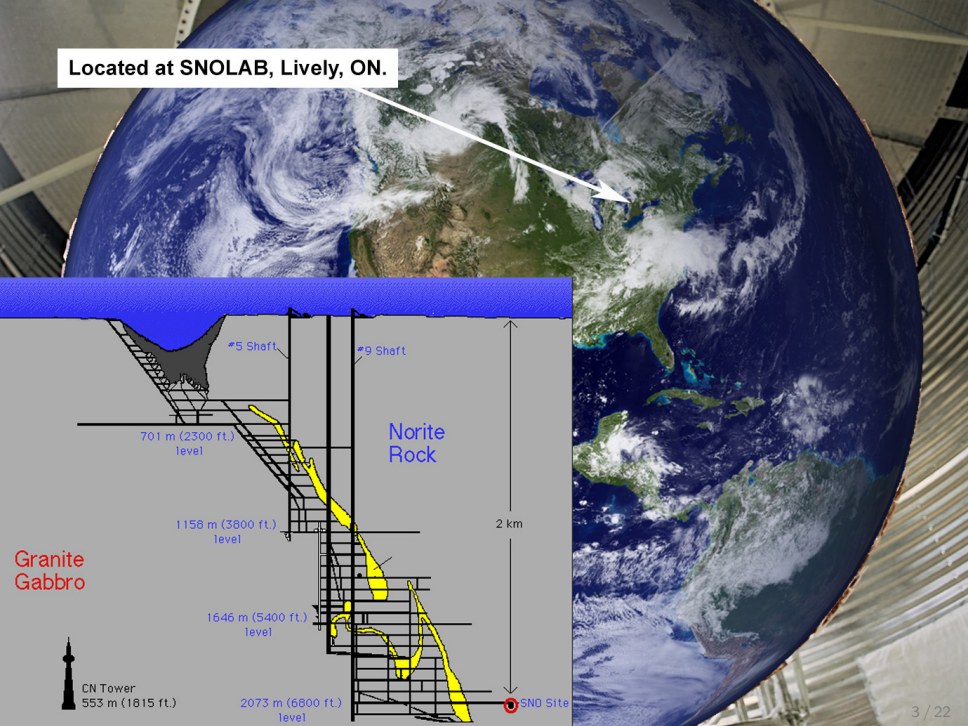 Located at SNOLAB, Lively, ON.
#5 Shaft
#9 Shaft
701 m (2300 ft.)
level
Norite
Rock
1158 m (3800 ft.)
level
2 km
Granite
Gabbro
1646 m (5400 ft.)
level
CN Tower
553 m (1815 ft.)
2073 m (6800 ft.)
level
SNO Site
3 / 22